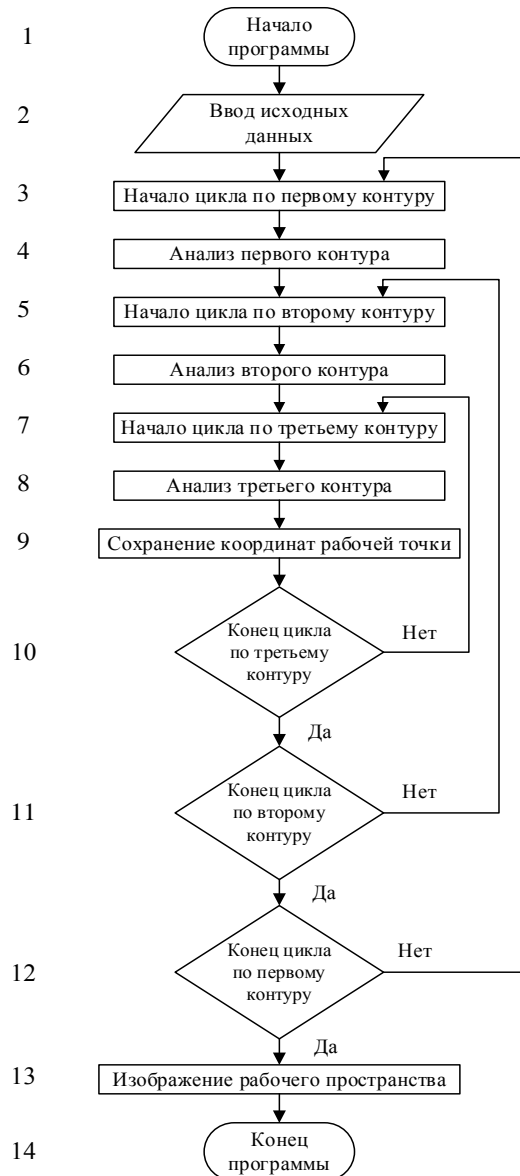 1
Начало
программы
2
Ввод исходных
данных
3
Начало цикла по первому контуру
4
Анализ первого контура
5
Начало цикла по второму контуру
6
Анализ второго контура
7
Начало цикла по третьему контуру
8
Анализ третьего контура
9
Сохранение координат рабочей точки
10
Конец цикла
по третьему
контуру
Нет
Да
11
Конец цикла
по второму
контуру
Нет
Да
12
Конец цикла
по первому
контуру
Нет
Да
13
Изображение рабочего пространства
14
Конец
программы